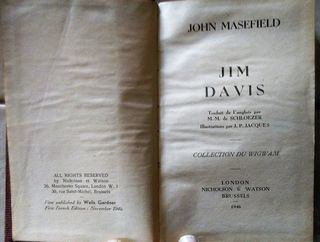 ALL RIGHTS RESERVED
by Nicholson et Watson
26, Manchester Square, London W. 1
30, rue Saint-Michel, Brussels
First published by Wells Gardner
First French Edition : November 1946
JOHN MASEFIELD
JIM
DAVIS
Traduit de l'anglais par
M. M. de SCHLOEZER
Illustrations par J. P. JACQUES
COLLECTION DU WIGWAM
LONDON
NICHOLSON & WATSON
BRUSSELS
1946